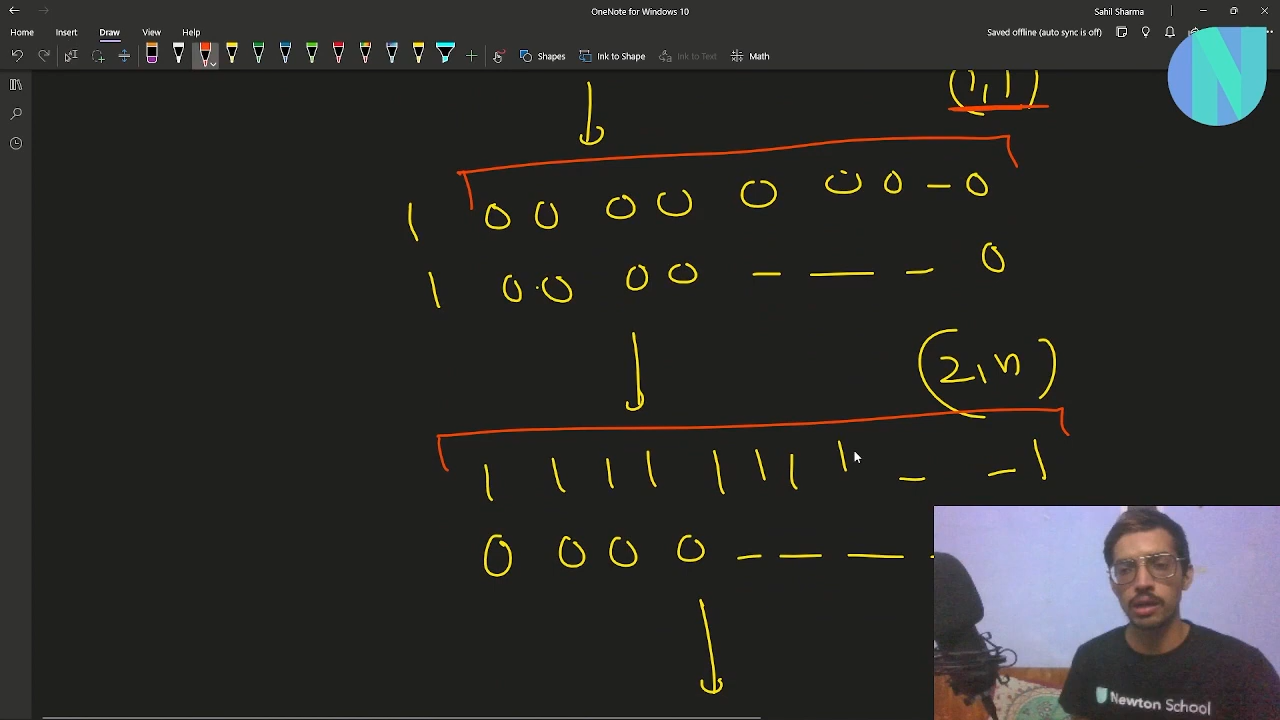 OneNote for Windows 10
Sahil Sharma
Home Insert Draw View Help
Saved offline (auto sync is off)
Shapes Ink to Shape Ink to Text Math
(1,1)
1 0 0 0 0 0 0 0 - 0
1 0 0 0 0 - — - 0
(2,n)
1 1 1 1 1 1 1 1 - - 1
0 0 0 0 - — — -
Newton School